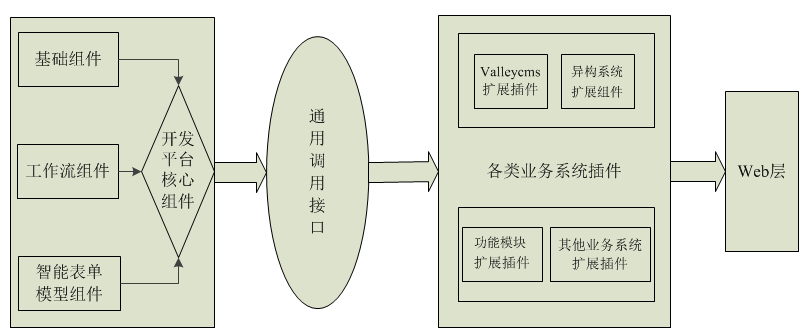 基础组件
工作流组件
智能表单
模型组件
开发
平台
核心
组件
通
用
调
用
接
口
Valleycms
扩展插件
异构系统
扩展组件
各类业务系统插件
功能模块
扩展插件
其他业务系统
扩展插件
Web层